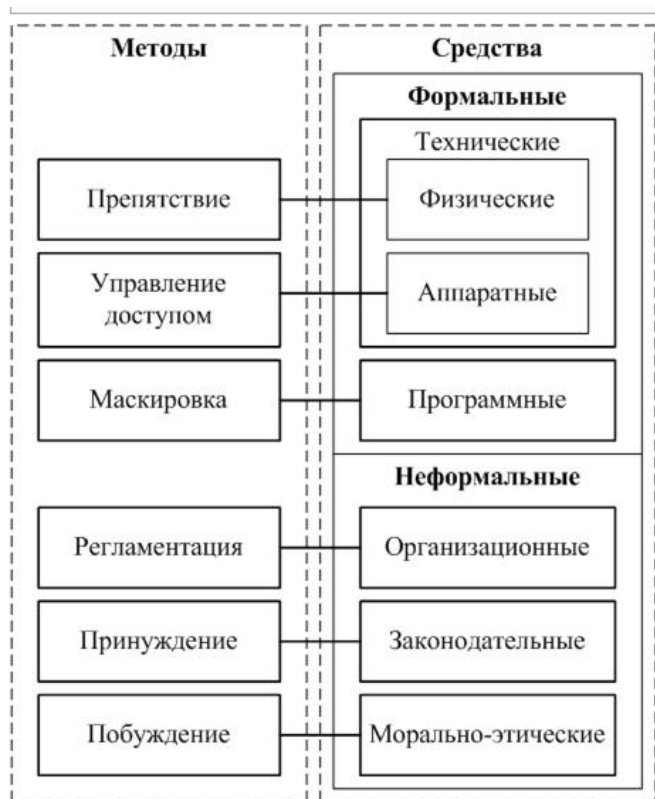 Методы
Средства
Формальные
Технические
Препятствие
Физические
Управление
доступом
Аппаратные
Маскировка
Программные
Неформальные
Регламентация
Организационные
Принуждение
Законодательные
Побуждение
Морально-этические